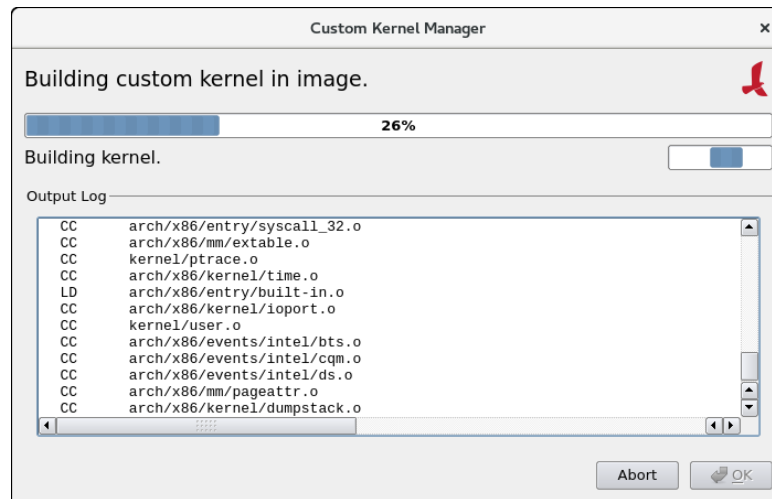 Custom Kernel Manager ×
Building custom kernel in image.
26%
Building kernel.
Output Log
CC arch/x86/entry/syscall_32.o
CC arch/x86/mm/extable.o
CC kernel/ptrace.o
CC arch/x86/kernel/time.o
LD arch/x86/entry/built-in.o
CC arch/x86/kernel/ioport.o
CC kernel/user.o
CC arch/x86/events/intel/bts.o
CC arch/x86/events/intel/cqm.o
CC arch/x86/events/intel/ds.o
CC arch/x86/mm/pageattr.o
CC arch/x86/kernel/dumpstack.o
Abort OK